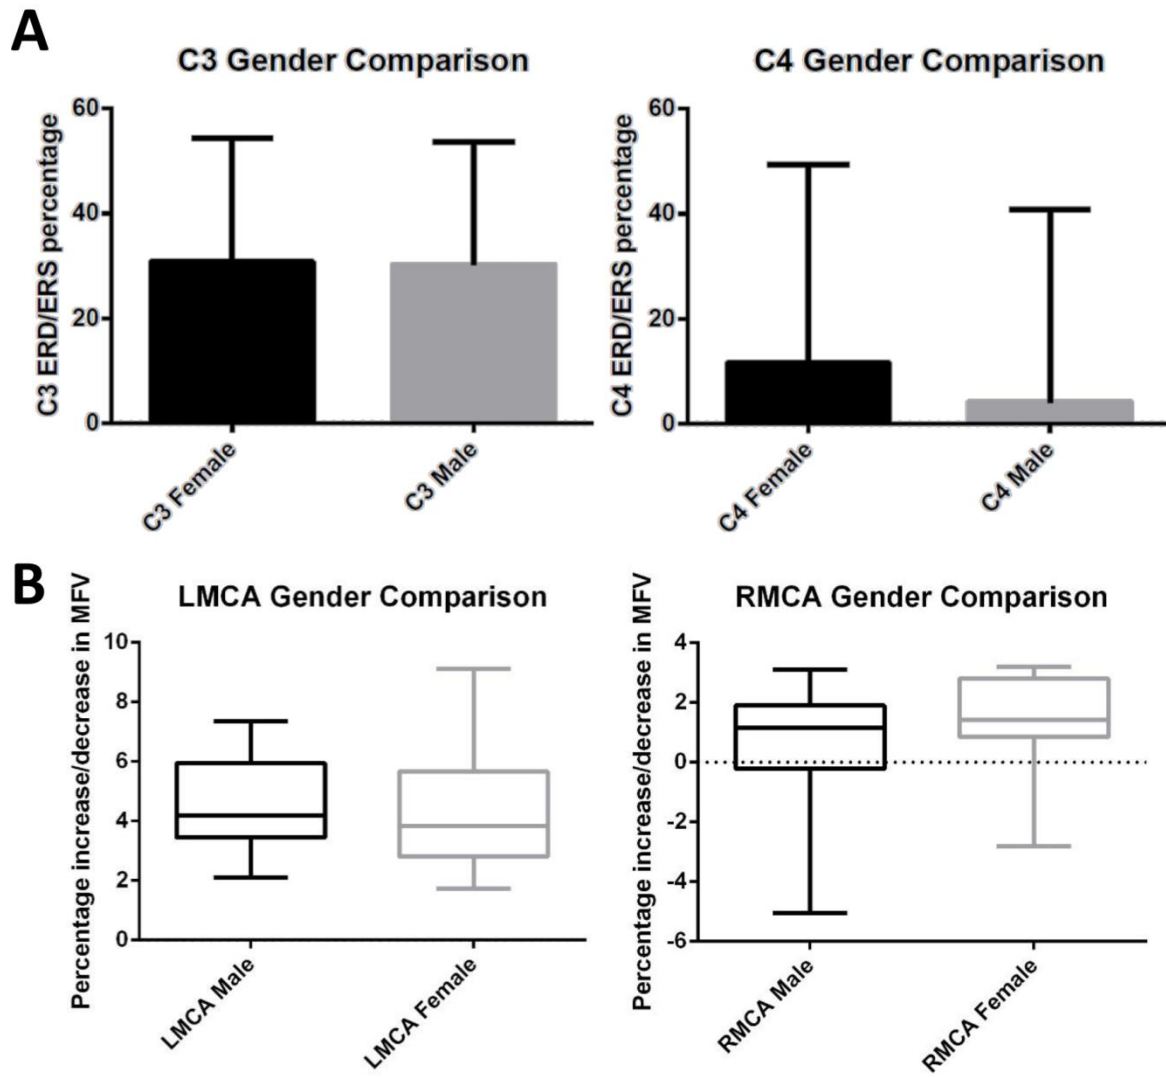 A
C3 Gender Comparison
C3 ERD/ERS percentage
60
40
20
0
C3 Female
C3 Male
C4 Gender Comparison
C4 ERD/ERS percentage
60
40
20
0
C4 Female
C4 Male
B
LMCA Gender Comparison
Percentage increase/decrease in MFV
10
8
6
4
2
0
LMCA Male
LMCA Female
RMCA Gender Comparison
Percentage increase/decrease in MFV
4
2
0
-2
-4
-6
RMCA Male
RMCA Female